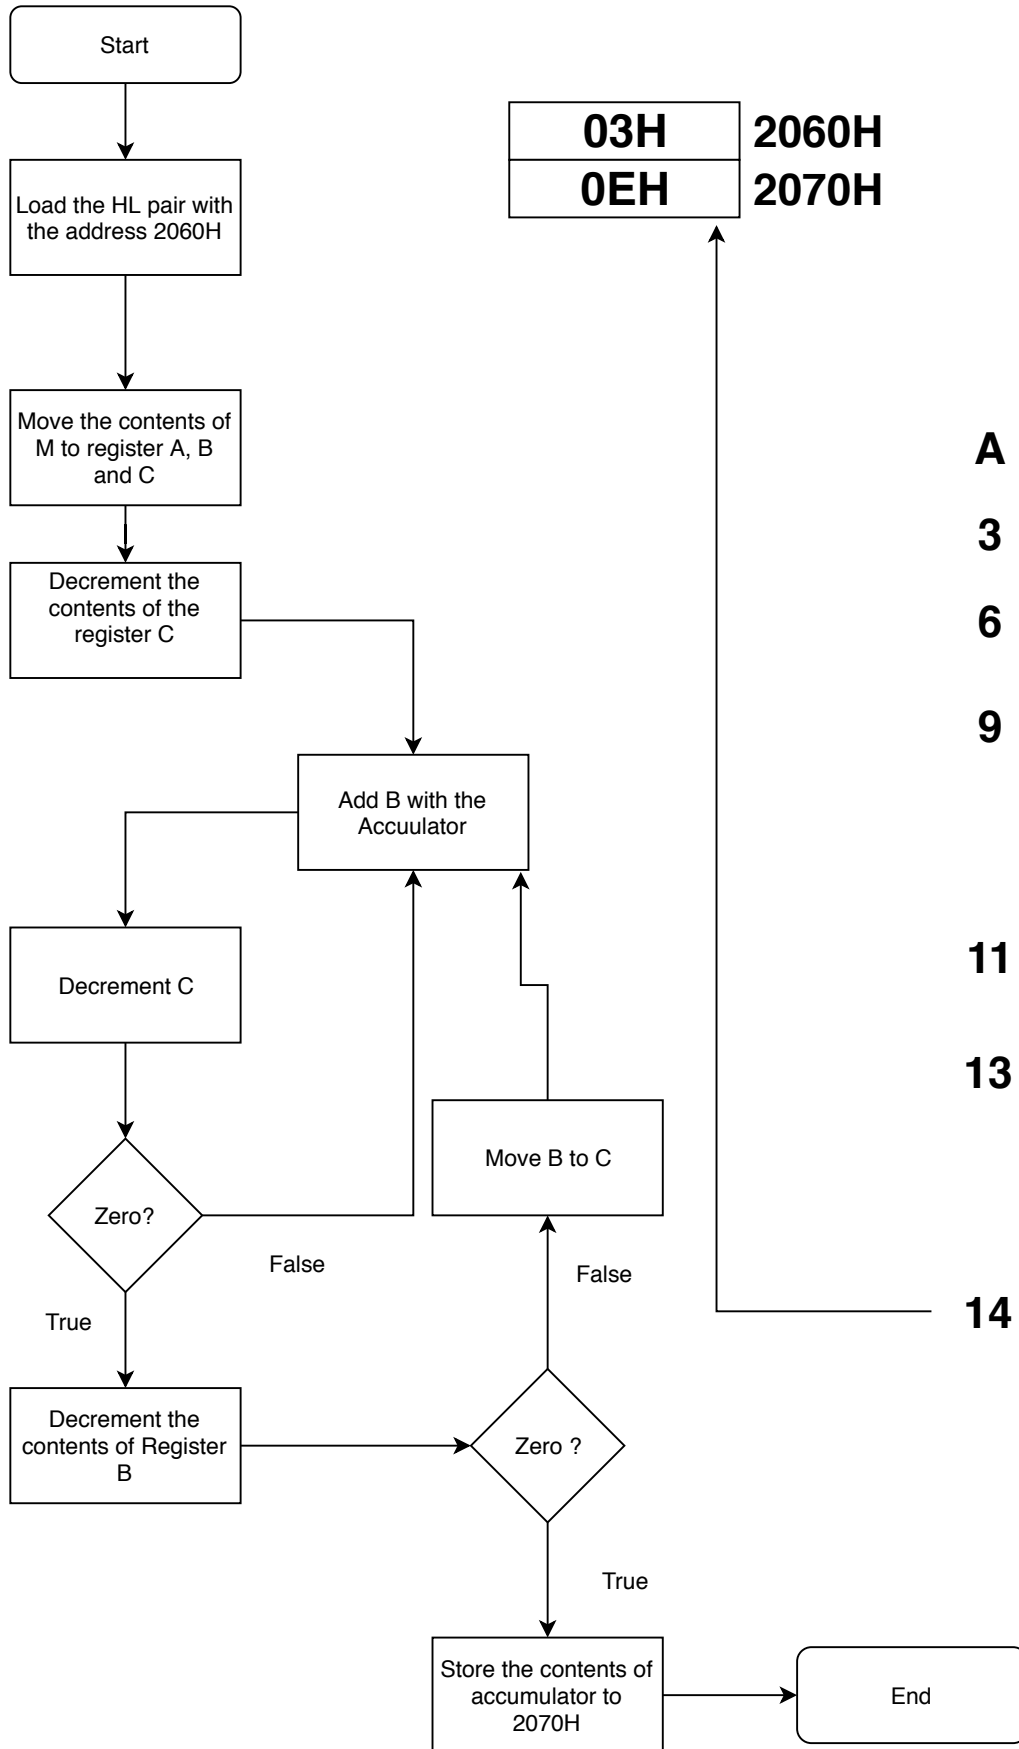 Start
03H 2060H
0EH 2070H
Load the HL pair with
the address 2060H
Move the contents of
M to register A, B
and C
A
3
Decrement the
contents of the
register C
6
9
Add B with the
Accuulator
11
Decrement C
13
Move B to C
Zero?
False
False
True
14
Decrement the
contents of Register
B
Zero ?
True
Store the contents of
accumulator to
2070H
End